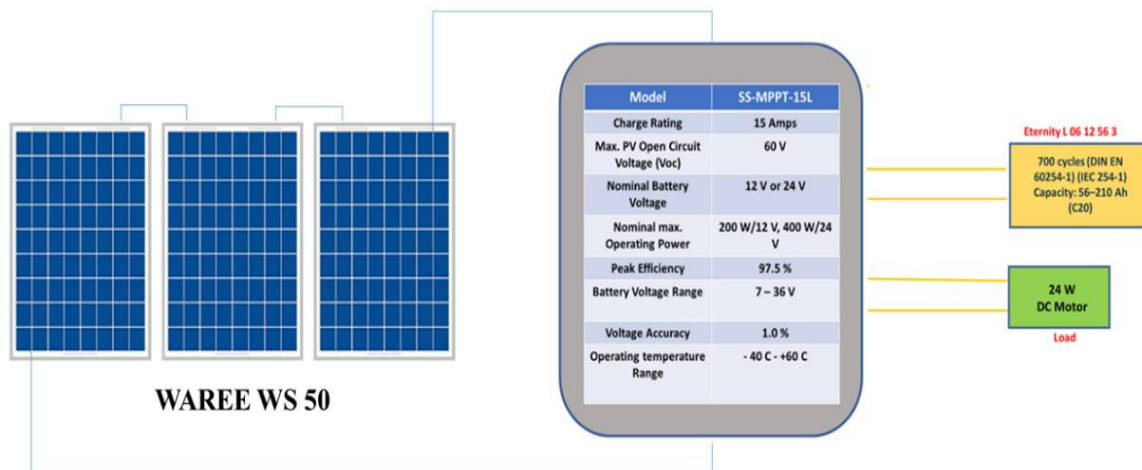 Model SS-MPPT-15L
Charge Rating 15 Amps
Max. PV Open Circuit 60 V
Voltage (Voc)
Nominal Battery 12 V or 24 V
Voltage
Nominal max. 200 W/12 V, 400 W/24
Operating Power V
Peak Efficiency 97.5 %
Battery Voltage Range 7 – 36 V
Voltage Accuracy 1.0 %
Operating temperature - 40 C - +60 C
Range
Eternity L 06 12 56 3
700 cycles (DIN EN
60254-1) (IEC 254-1)
Capacity: 56–210 Ah
(C20)
24 W
DC Motor
Load
WAREE WS 50